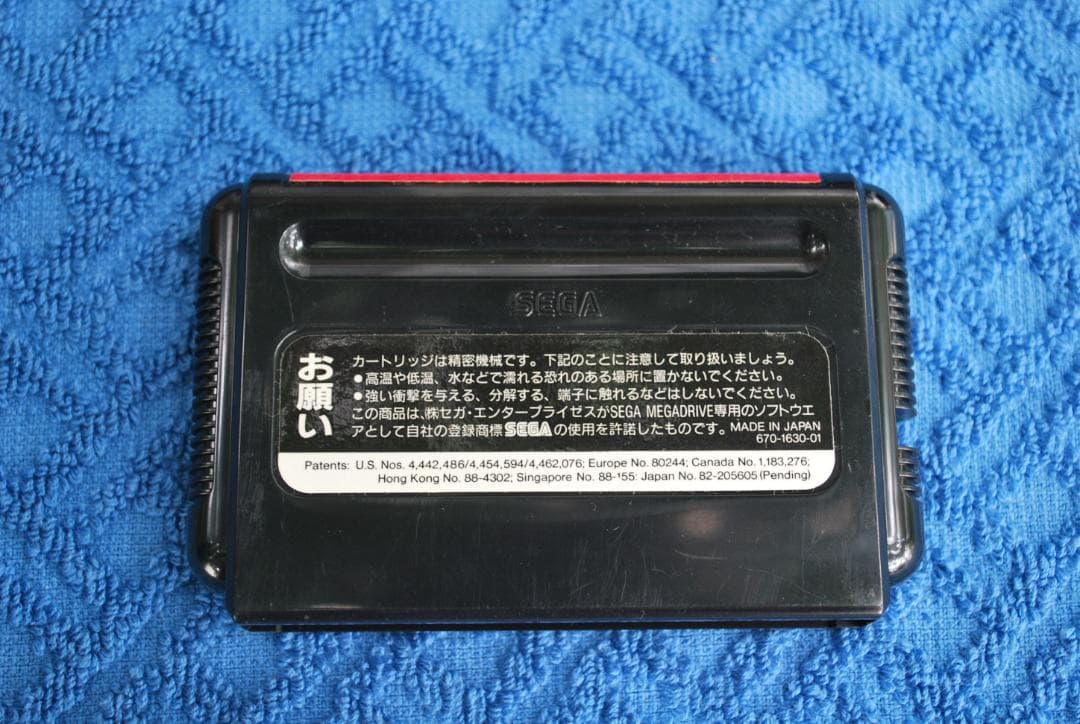 SEGA
お願い
カートリッジは精密機械です。下記のことに注意して取り扱いましょう。
●高温や低温、水などで濡れる恐れのある場所に置かないでください。
●強い衝撃を与える、分解する、端子に触れるなどはしないでください。
この商品は、㈱セガ・エンタープライゼスがSEGA MEGADRIVE専用のソフトウエ
アとして自社の登録商標SEGAの使用を許諾したものです。MADE IN JAPAN
670-1630-01
Patents: U.S. Nos. 4,442,486/4,454,594/4,462,076; Europe No. 80244; Canada No. 1,183,276;
Hong Kong No. 88-4302; Singapore No. 88-155: Japan No. 82-205605 (Pending)